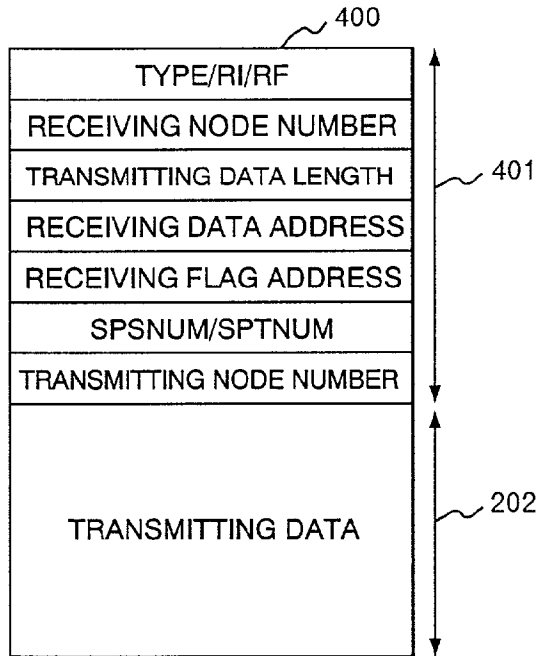 400
TYPE/RI/RF
RECEIVING NODE NUMBER
TRANSMITTING DATA LENGTH
401
RECEIVING DATA ADDRESS
RECEIVING FLAG ADDRESS
SPSNUM/SPTNUM
TRANSMITTING NODE NUMBER
202
TRANSMITTING DATA